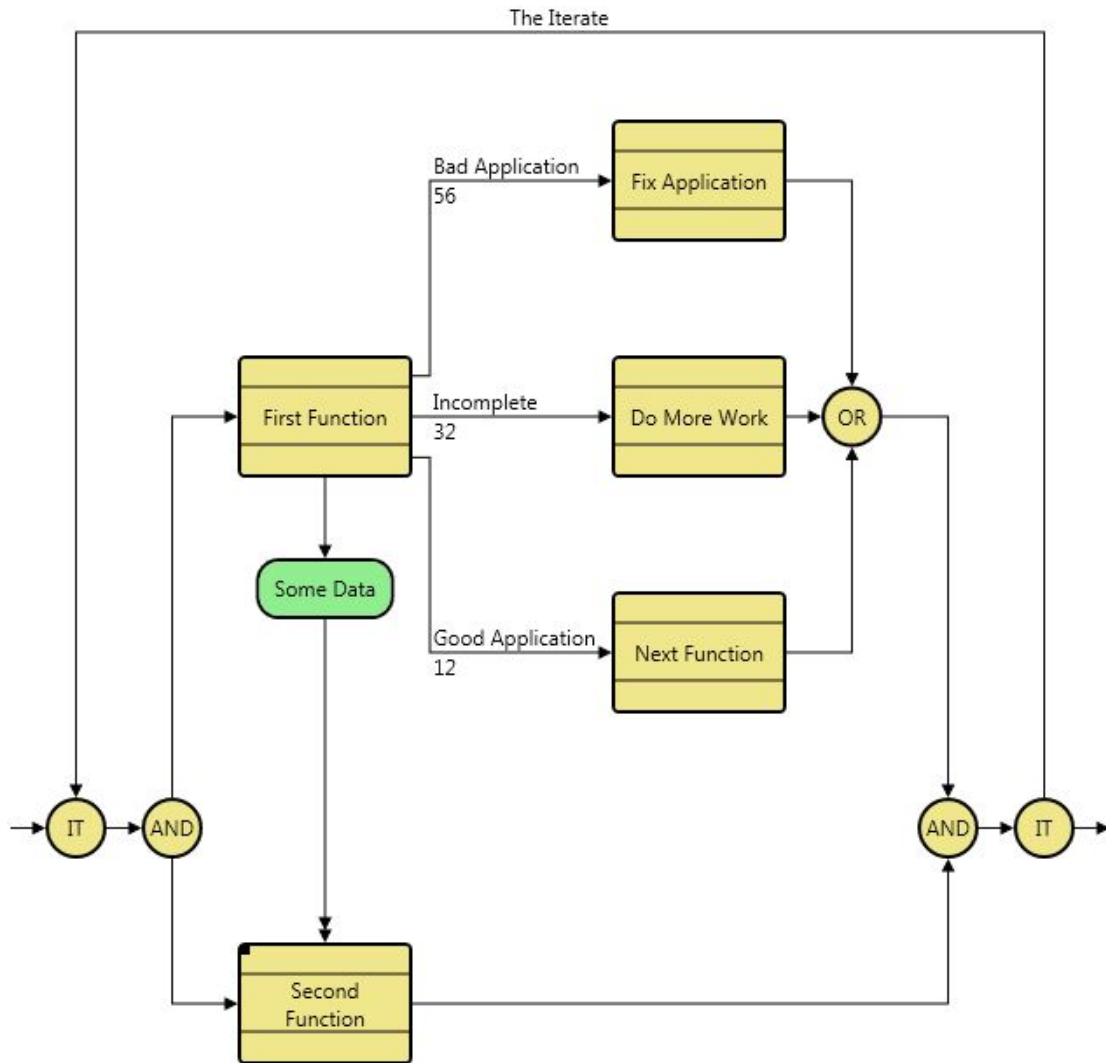 The Iterate
Bad Application
56
Fix Application
First Function
Incomplete
32
Do More Work
OR
Some Data
Good Application
12
Next Function
IT
AND
AND
IT
Second
Function